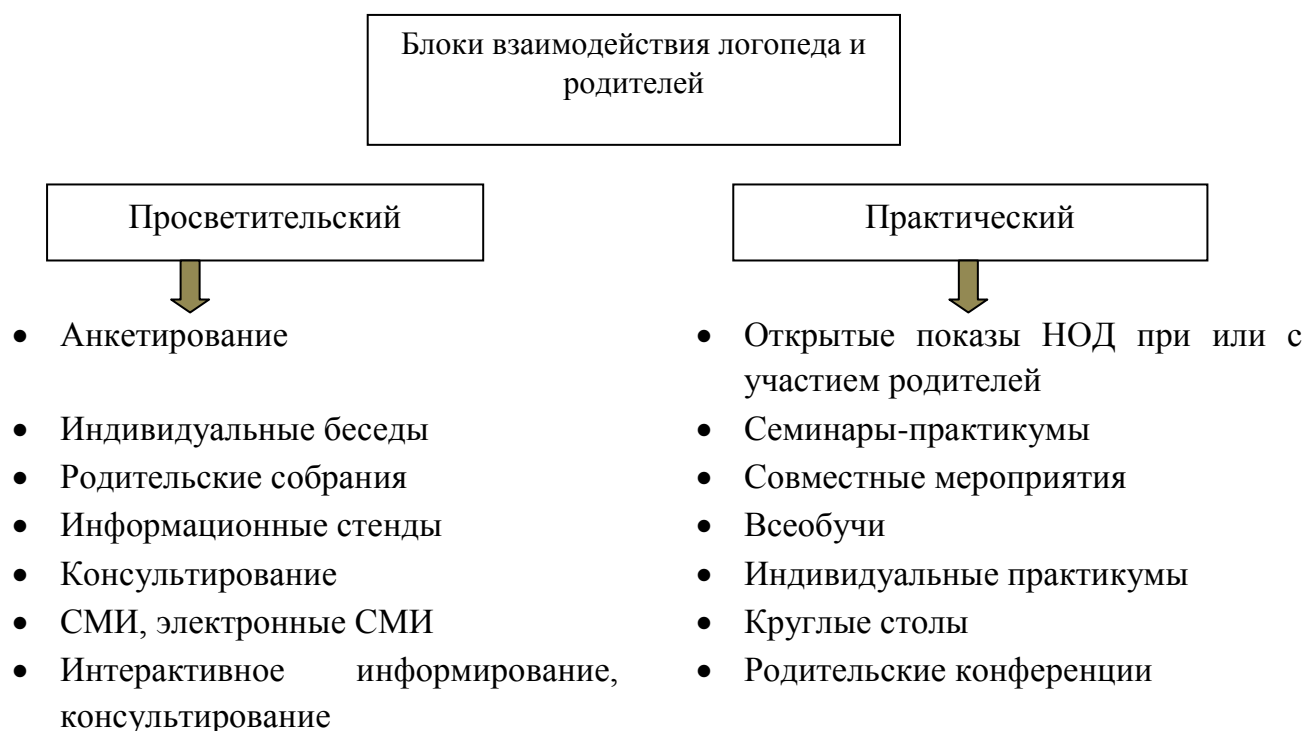 Блоки взаимодействия логопеда и
родителей
Просветительский
• Анкетирование
• Индивидуальные беседы
• Родительские собрания
• Информационные стенды
• Консультирование
• СМИ, электронные СМИ
• Интерактивное информирование,
консультирование
Практический
• Открытые показы НОД при или с
участием родителей
• Семинары-практикумы
• Совместные мероприятия
• Всеобучи
• Индивидуальные практикумы
• Круглые столы
• Родительские конференции